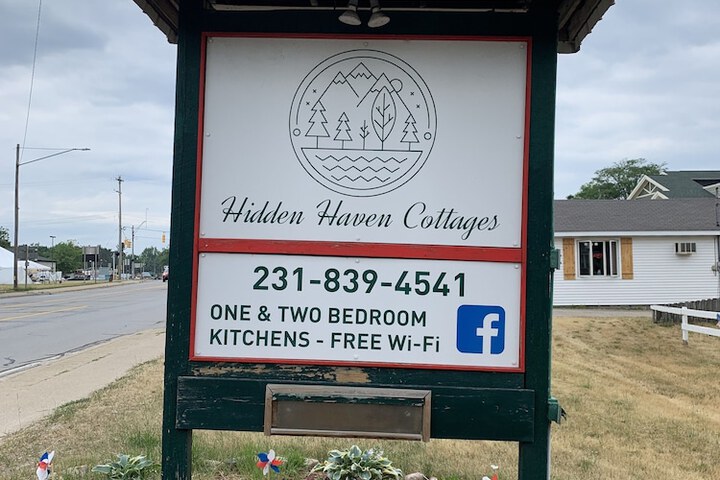 Hidden Haven Cottages
231-839-4541
ONE & TWO BEDROOM
KITCHENS - FREE Wi-Fi
f